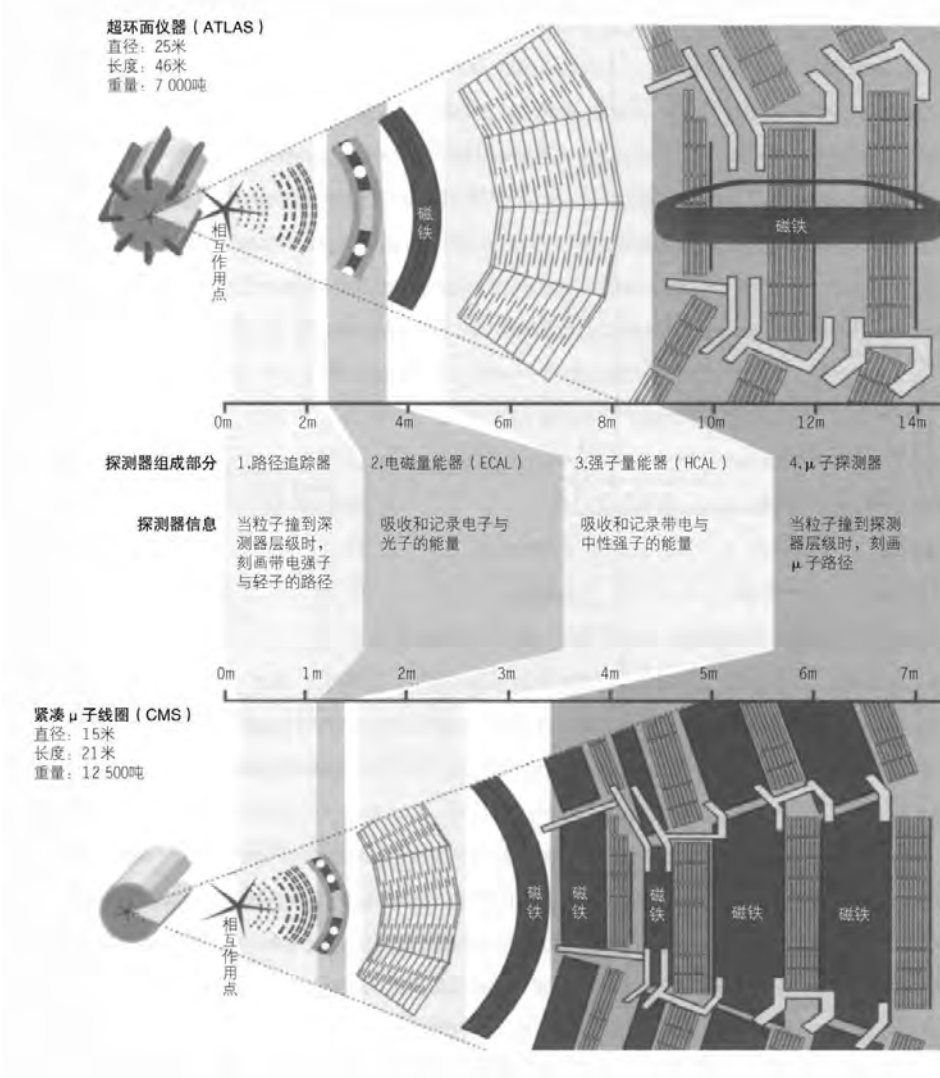 超环面仪器（ATLAS）
直径：25米
长度：46米
重量：7 000吨
相互作用点
磁铁
磁铁
0m 2m 4m 6m 8m 10m 12m 14m
探测器组成部分 1.路径追踪器 2.电磁量能器（ECAL） 3.强子量能器（HCAL） 4.μ子探测器
探测器信息 当粒子撞到深 吸收和记录电子与 吸收和记录带电与 当粒子撞到探测
测器层级时， 光子的能量 中性强子的能量 器层级时，刻画
刻画带电强子 μ子路径
与轻子的路径
0m 1m 2m 3m 4m 5m 6m 7m
紧凑μ子线圈（CMS）
直径：15米
长度：21米
重量：12 500吨
相互作用点
磁铁
磁铁
磁铁
磁铁
磁铁